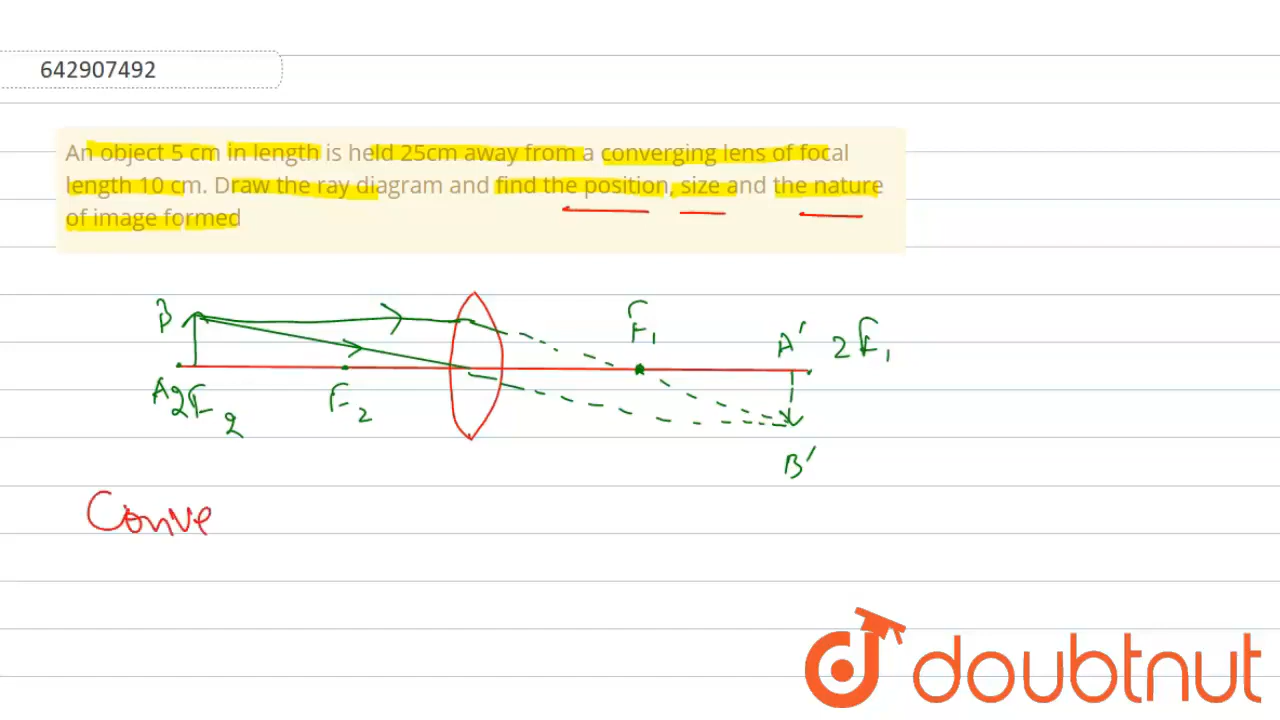 642907492
An object 5 cm in length is held 25cm away from a converging lens of focal
length 10 cm. Draw the ray diagram and find the position, size and the nature
of image formed
B F₁ A' 2F₁
A 2F₂ F₂
B'
Conve
doubtnut